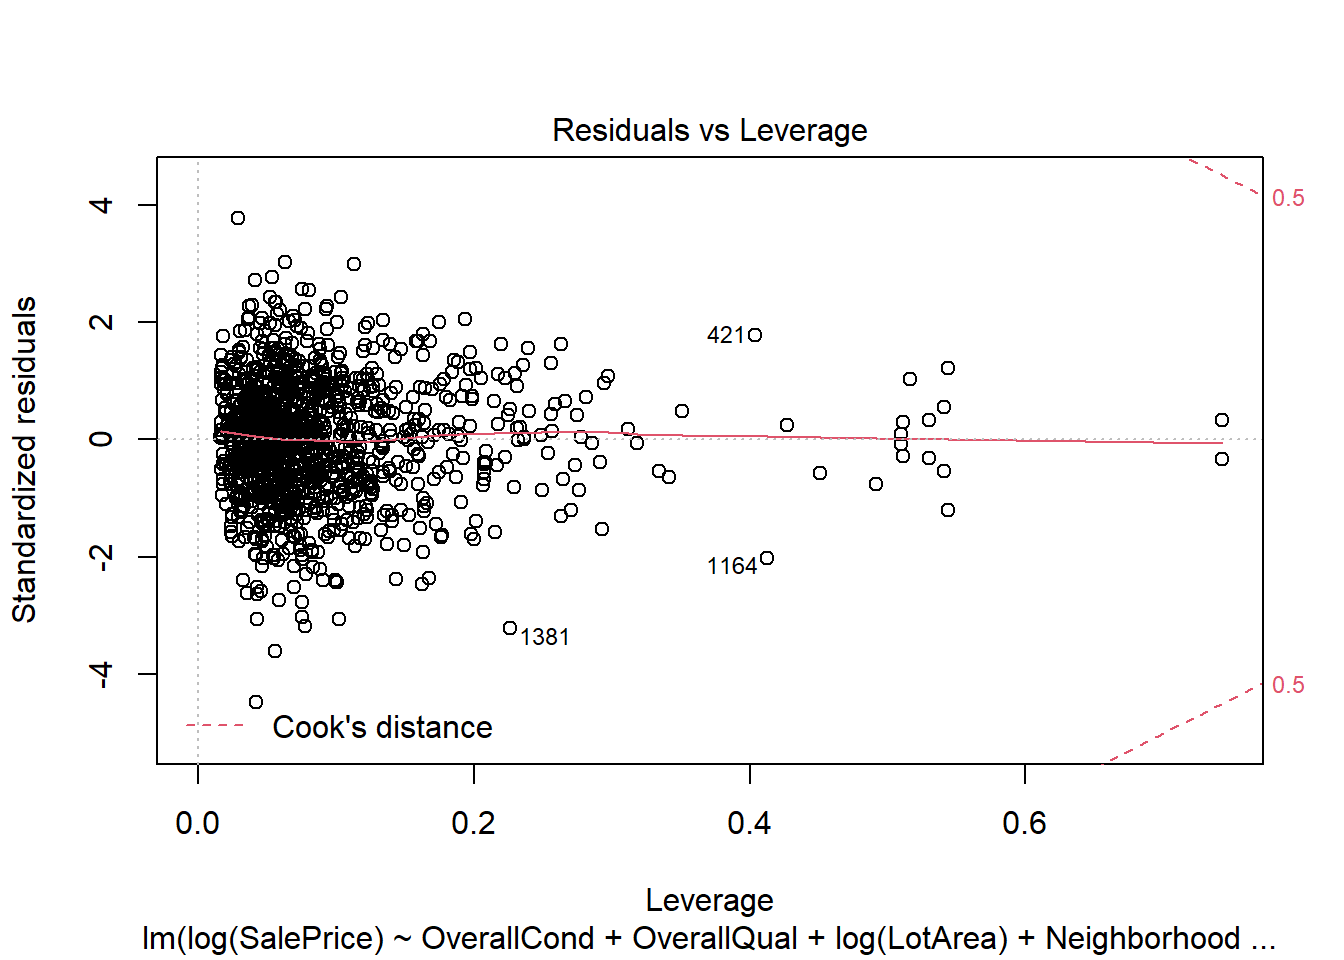 Residuals vs Leverage
Standardized residuals
4
2
0
-2
-4
0.5
0.5
421
1164
1381
Cook's distance
0.0
0.2
0.4
0.6
Leverage
lm(log(SalePrice) ~ OverallCond + OverallQual + log(LotArea) + Neighborhood ...